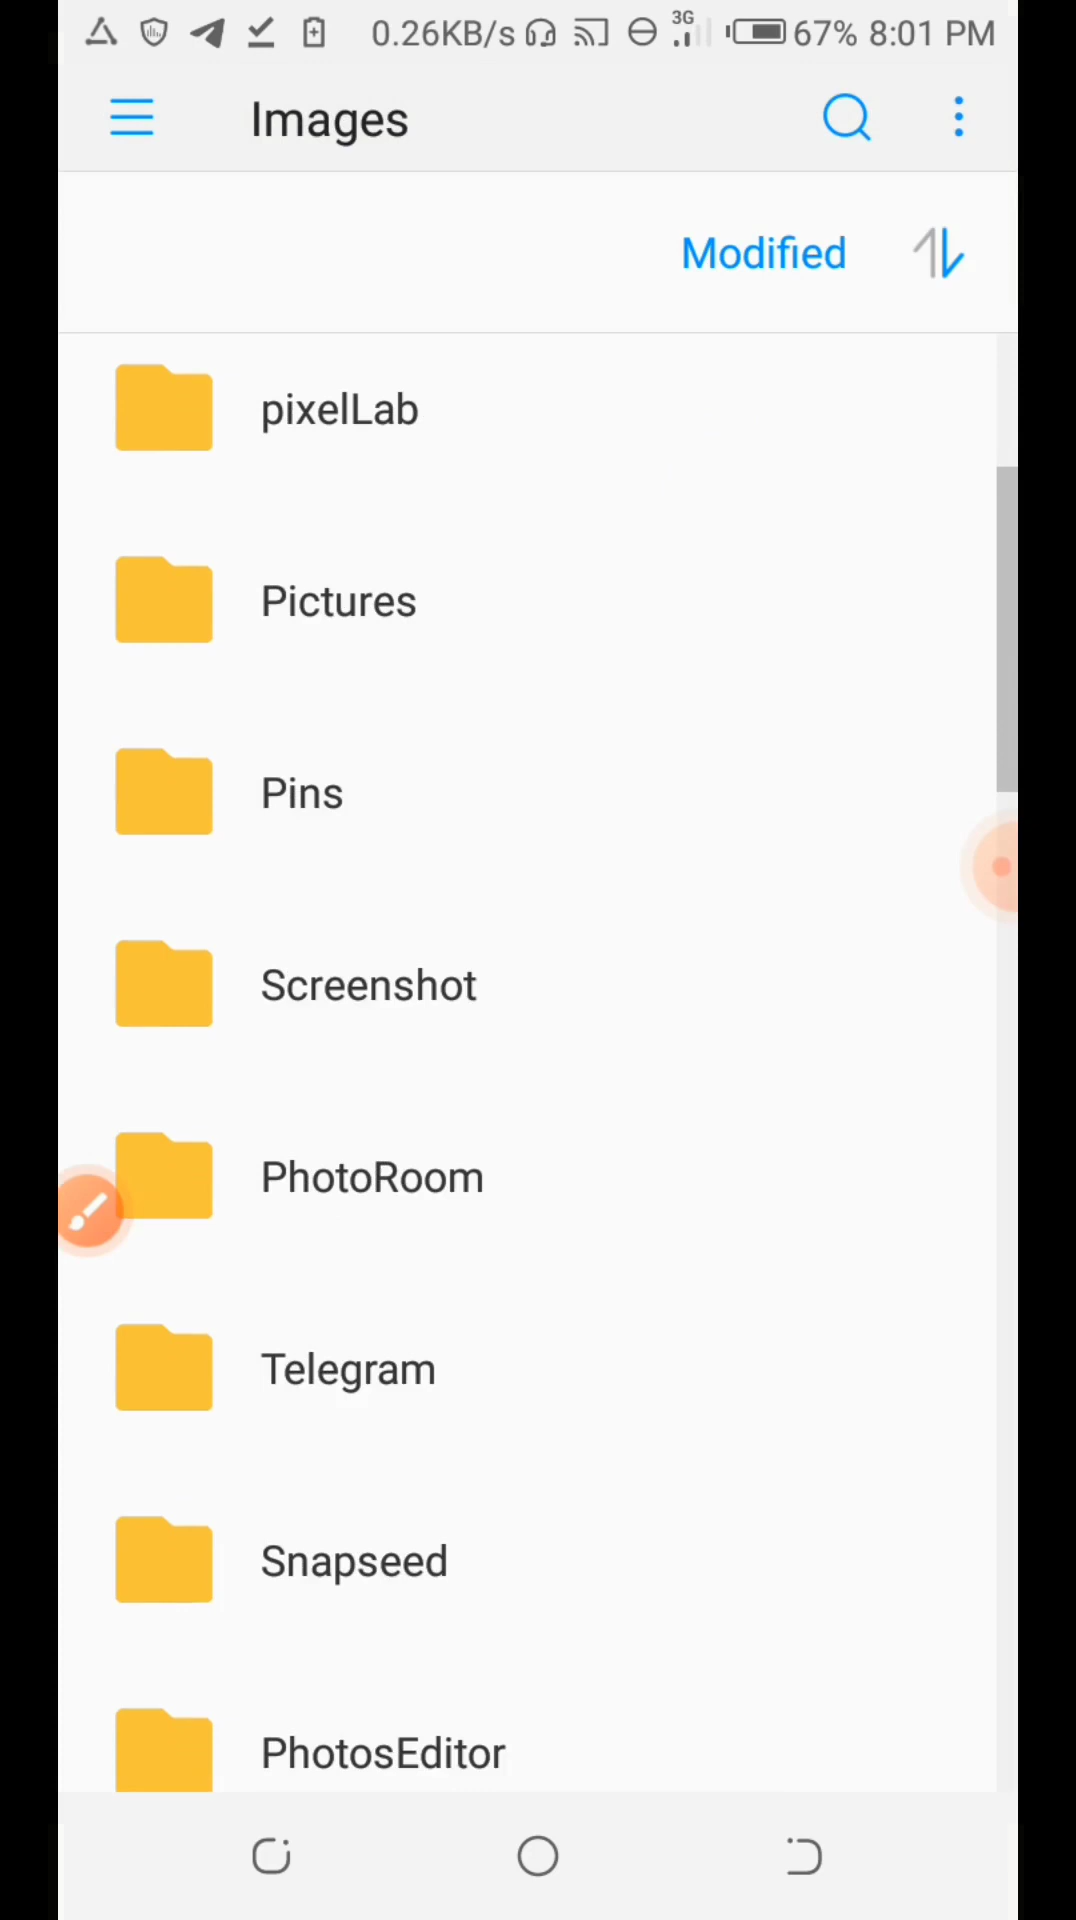 0.26KB/s 3G 67% 8:01 PM
Images
Modified
pixelLab
Pictures
Pins
Screenshot
PhotoRoom
Telegram
Snapseed
PhotosEditor